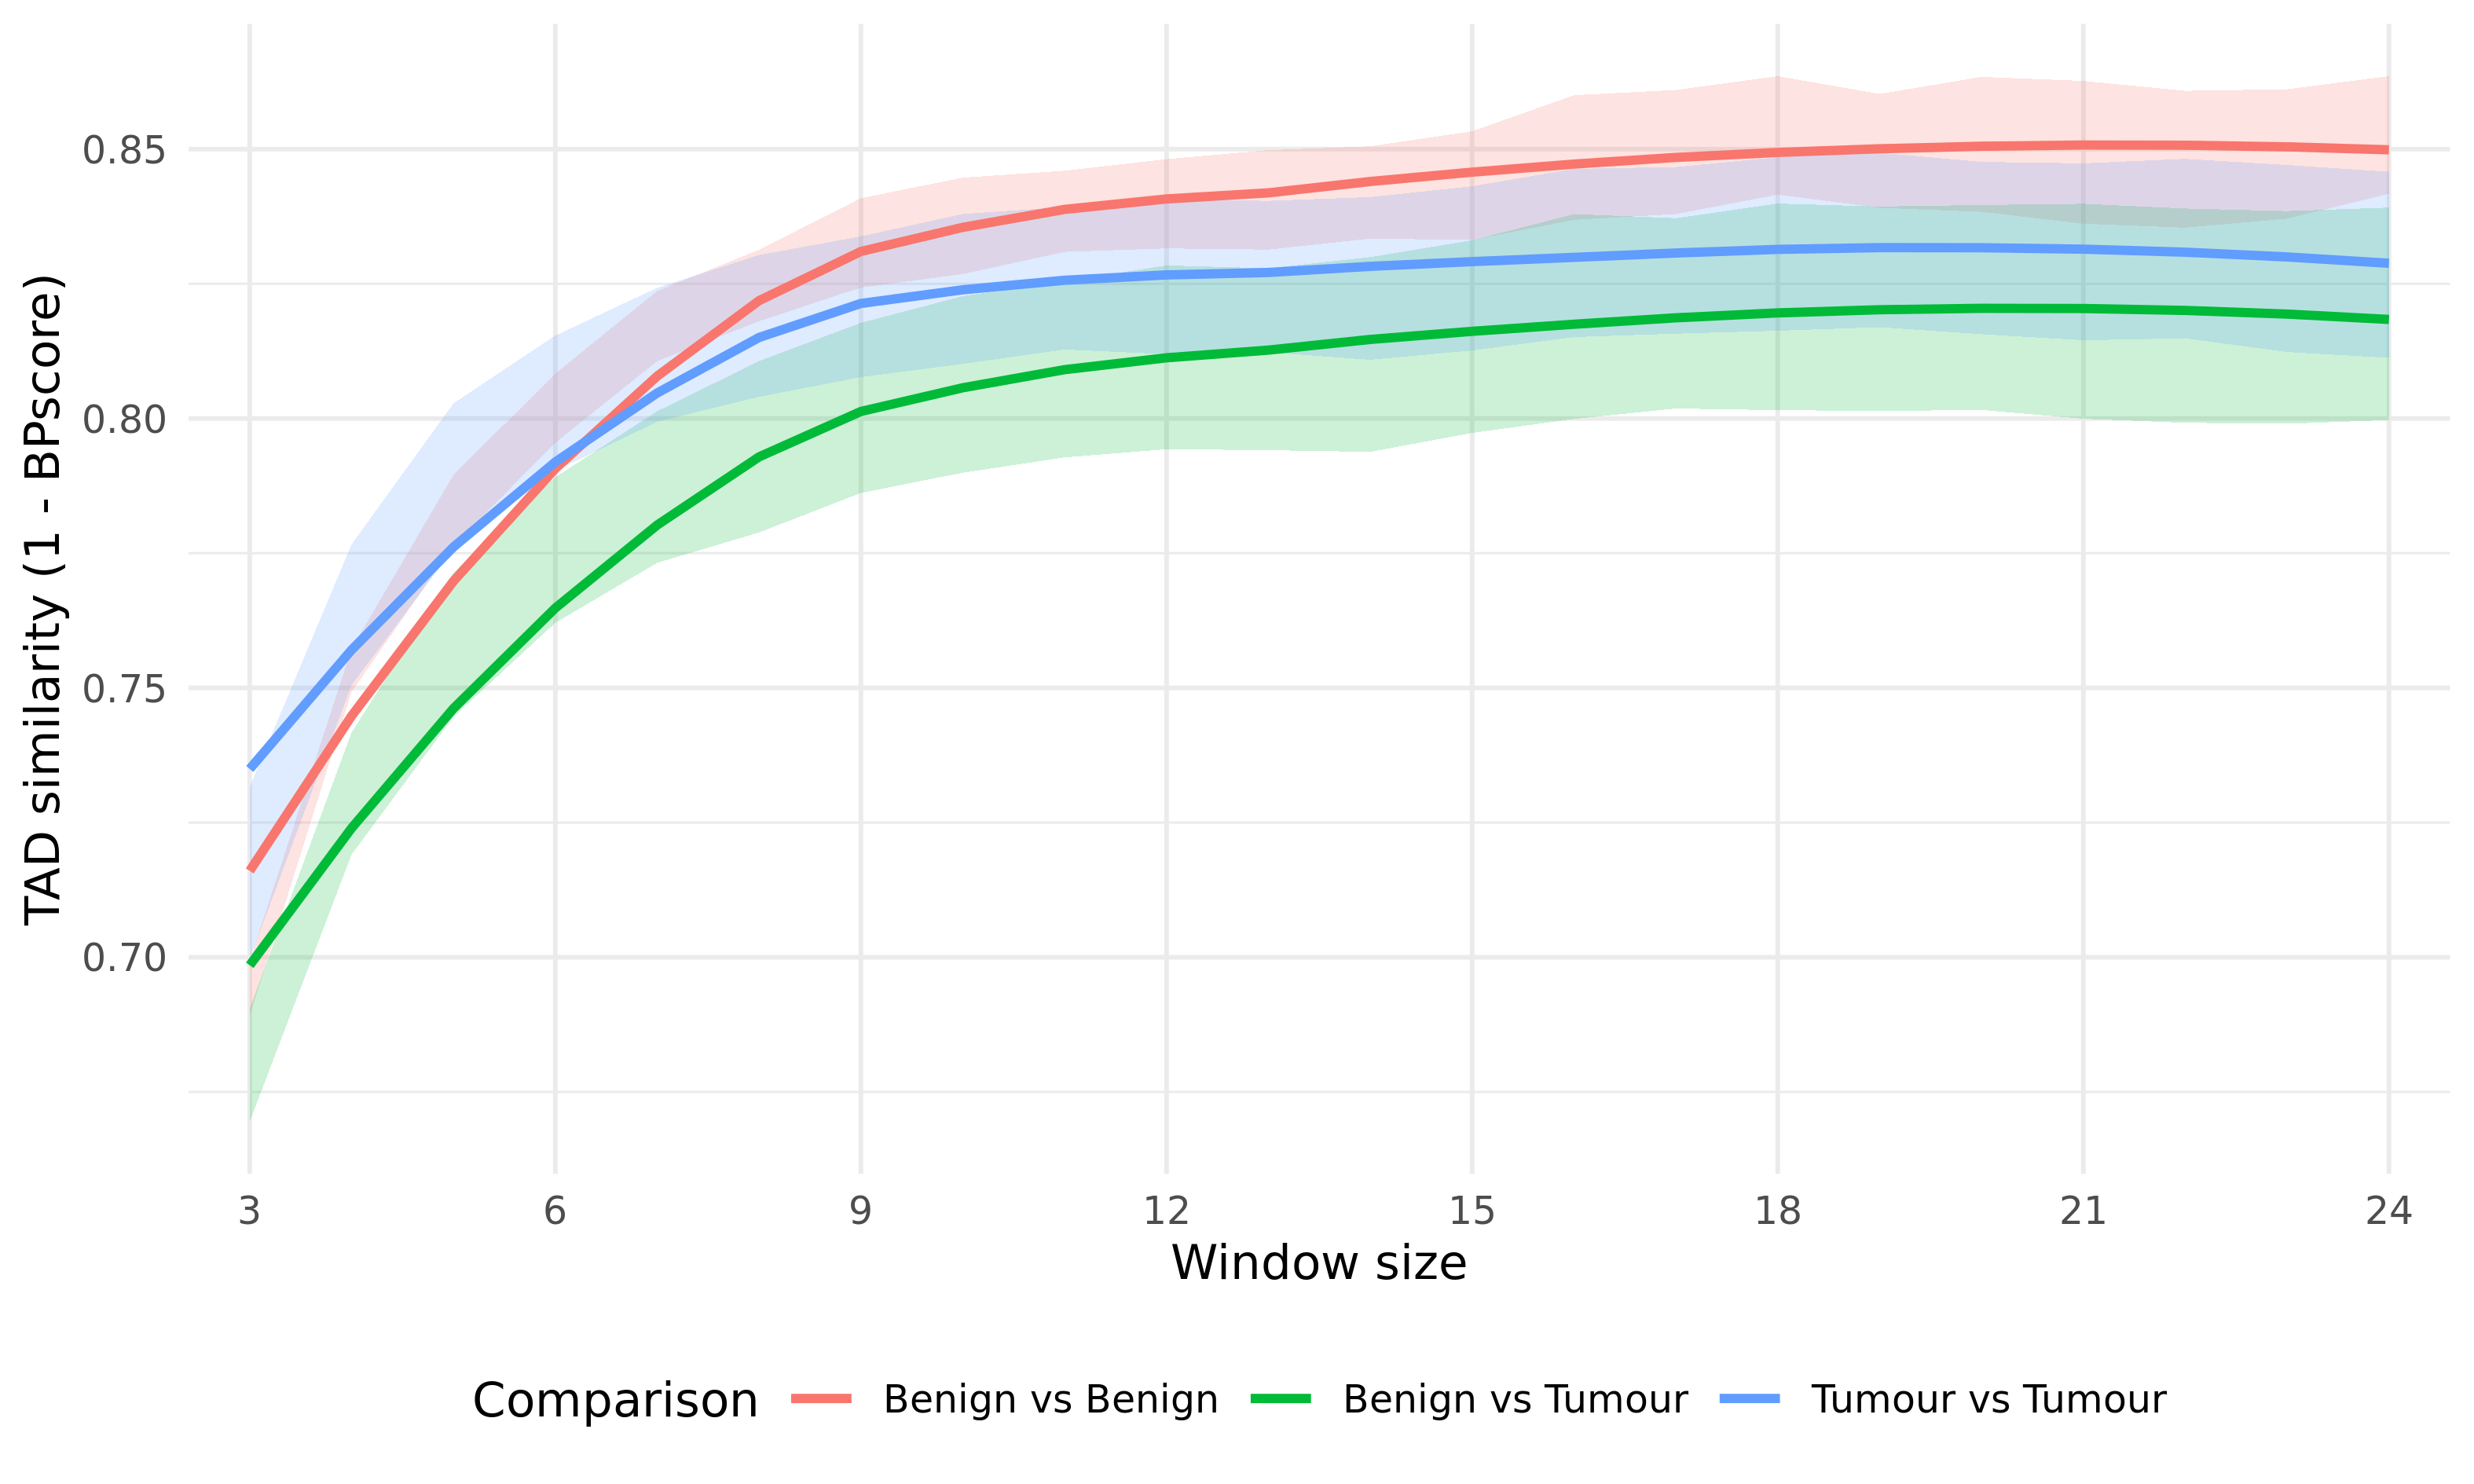 TAD similarity (1 - BPscore)
0.85
0.80
0.75
0.70
3 6 9 12 15 18 21 24
Window size
Comparison Benign vs Benign Benign vs Tumour Tumour vs Tumour